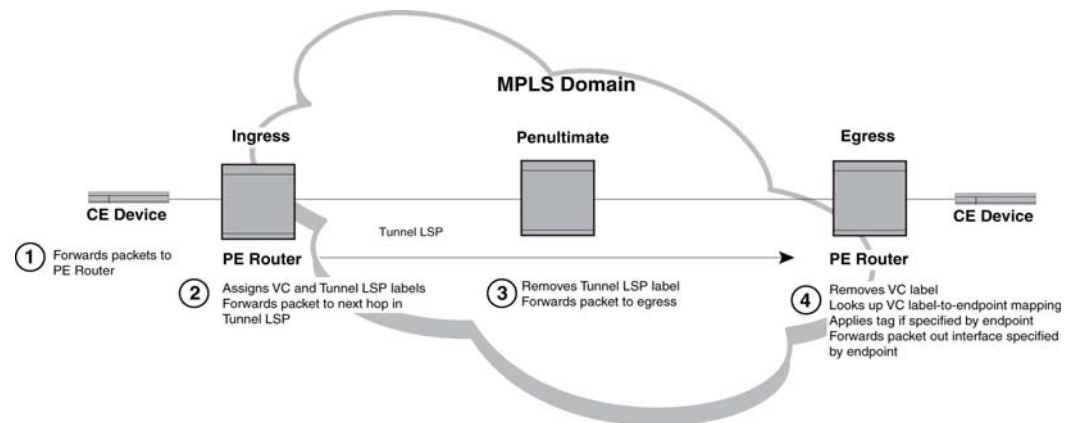 MPLS Domain
Ingress
Penultimate
Egress
CE Device
CE Device
Tunnel LSP
PE Router
PE Router
1 Forwards packets to
PE Router
2 Assigns VC and Tunnel LSP labels
Forwards packet to next hop in
Tunnel LSP
3 Removes Tunnel LSP label
Forwards packet to egress
4 Removes VC label
Looks up VC label-to-endpoint mapping
Applies tag if specified by endpoint
Forwards packet out interface specified
by endpoint